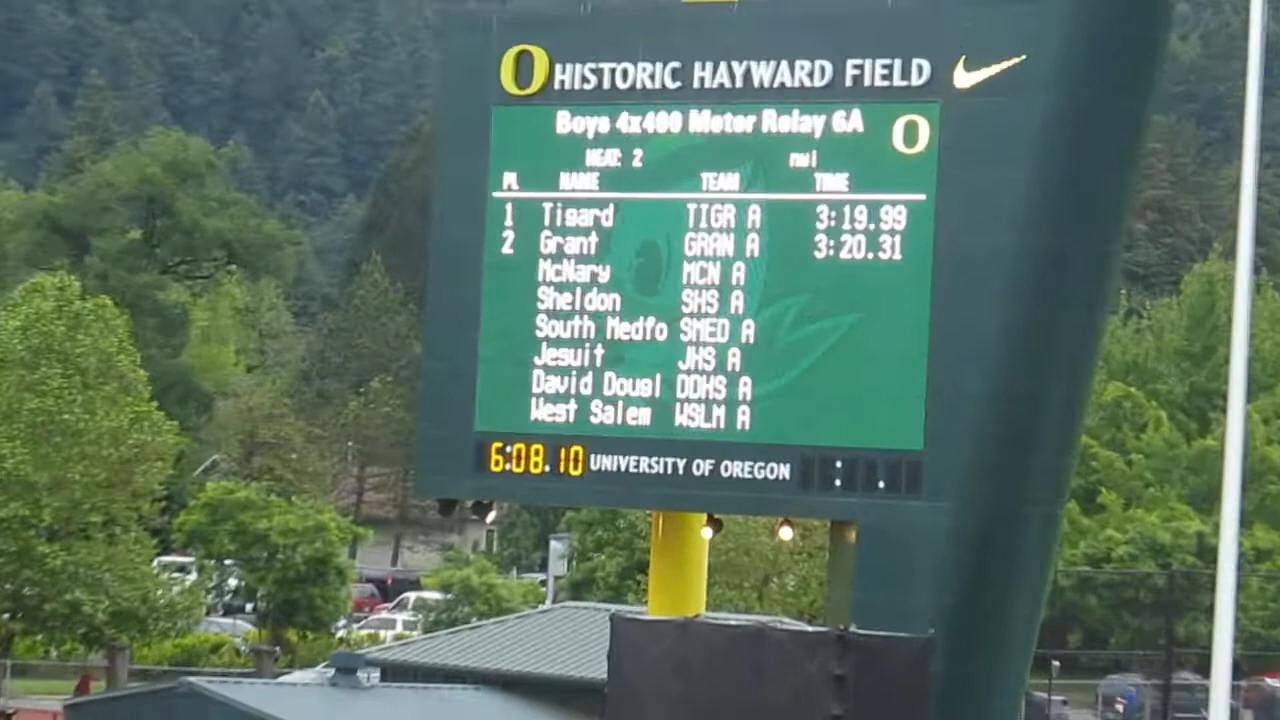 O HISTORIC HAYWARD FIELD
Boys 4x400 Meter Relay 6A
O
HEAT: 2 nwi
PL NAME TEAM TIME
1 Tigard TIGR A 3:19.99
2 Grant GRAN A 3:20.31
McNary MCN A
Sheldon SHS A
South Medfo SMED A
Jesuit JHS A
David Dougl DDHS A
West Salem WSLM A
6:08.10 UNIVERSITY OF OREGON : .